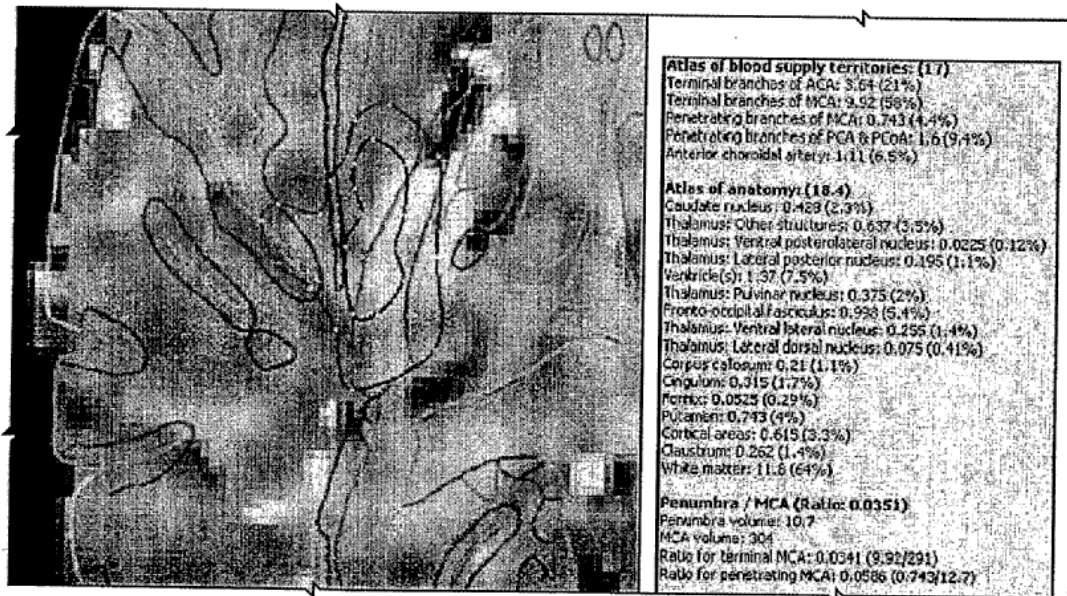 Atlas of blood supply territories: (17)
Terminal branches of ACA: 3.64 (21%)
Terminal branches of MCA: 9.92 (58%)
Penetrating branches of MCA: 0.743 (4.4%)
Penetrating branches of PCA & PCoA: 1.6 (9.4%)
Anterior choroidal artery: 1.11 (6.5%)
Atlas of anatomy: (18.4)
Caudate nucleus: 0.428 (2.3%)
Thalamus: Other structures: 0.637 (3.5%)
Thalamus: Ventral posterolateral nucleus: 0.0225 (0.12%)
Thalamus: Lateral posterior nucleus: 0.195 (1.1%)
Ventricle(s): 1.37 (7.5%)
Thalamus: Pulvinar nucleus: 0.375 (2%)
Fronto-occipital fasciculus: 0.998 (5.4%)
Thalamus: Ventral lateral nucleus: 0.255 (1.4%)
Thalamus: Lateral dorsal nucleus: 0.075 (0.41%)
Corpus calosum: 0.21 (1.1%)
Cingulum: 0.315 (1.7%)
Fornix: 0.0525 (0.29%)
Putamen: 0.743 (4%)
Cortical areas: 0.615 (3.3%)
Claustrum: 0.262 (1.4%)
White matter: 11.8 (64%)
Penumbra / MCA (Ratio: 0.0351)
Penumbra volume: 10.7
MCA volume: 304
Ratio for terminal MCA: 0.0341 (9.92/291)
Ratio for penetrating MCA: 0.0586 (0.743/12.7)